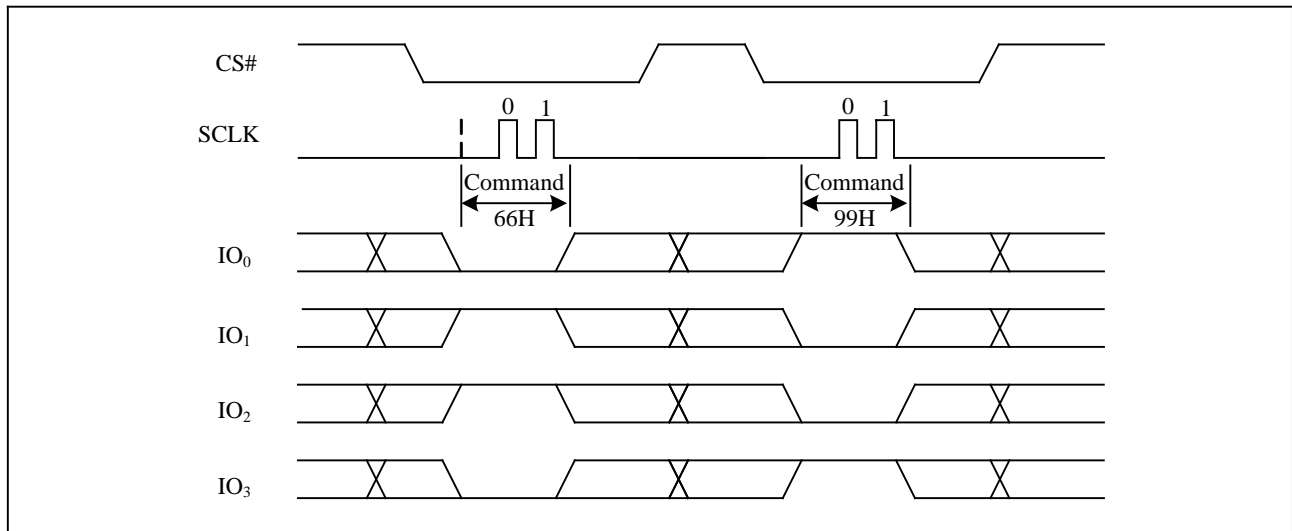 CS#
0 1 0 1
SCLK
Command Command
66H 99H
IO₀
IO₁
IO₂
IO₃